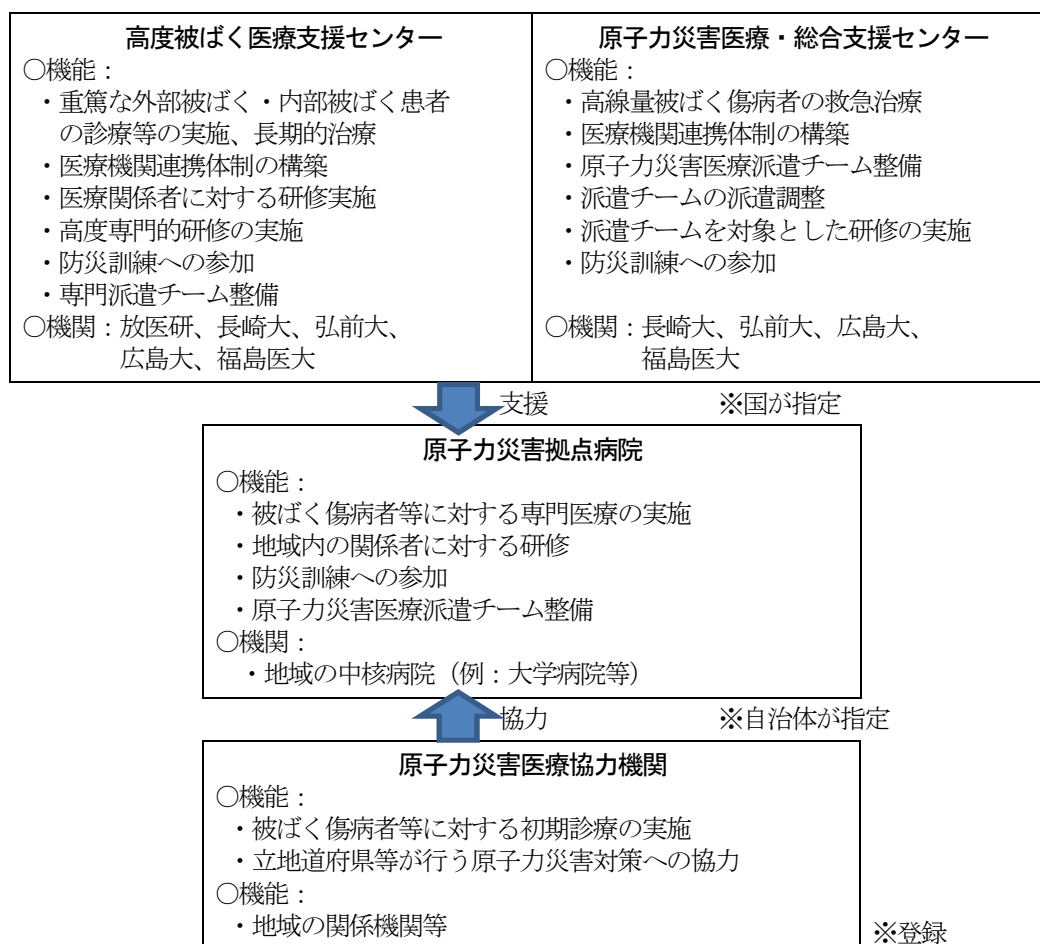 高度被ばく医療支援センター
○機能：
・重篤な外部被ばく・内部被ばく患者
の診療等の実施、長期的治療
・医療機関連携体制の構築
・医療関係者に対する研修実施
・高度専門的研修の実施
・防災訓練への参加
・専門派遣チーム整備
○機関：放医研、長崎大、弘前大、
広島大、福島医大
原子力災害医療・総合支援センター
○機能：
・高線量被ばく傷病者の救急治療
・医療機関連携体制の構築
・原子力災害医療派遣チーム整備
・派遣チームの派遣調整
・派遣チームを対象とした研修の実施
・防災訓練への参加
○機関：長崎大、弘前大、広島大、
福島医大
支援
※国が指定
原子力災害拠点病院
○機能：
・被ばく傷病者等に対する専門医療の実施
・地域内の関係者に対する研修
・防災訓練への参加
・原子力災害医療派遣チーム整備
○機関：
・地域の中核病院（例：大学病院等）
協力
※自治体が指定
原子力災害医療協力機関
○機能：
・被ばく傷病者等に対する初期診療の実施
・立地道府県等が行う原子力災害対策への協力
○機能：
・地域の関係機関等
※登録